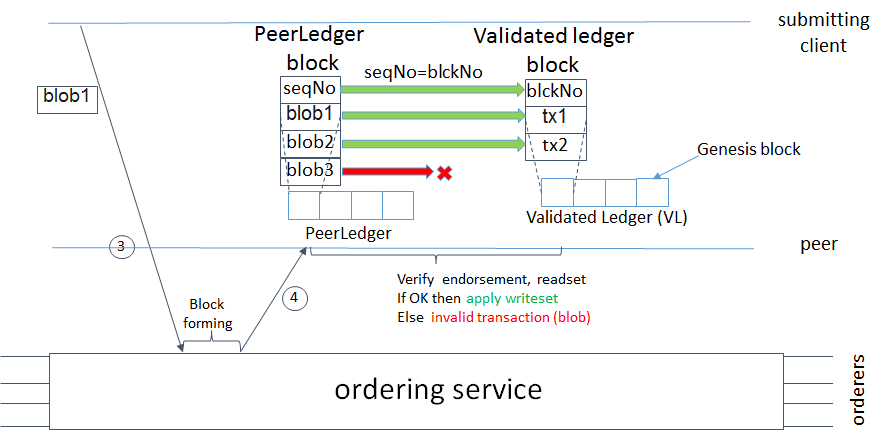 submitting
client
PeerLedger
block
Validated ledger
block
seqNo=blckNo
blob1
seqNo
blob1
blob2
blob3
blckNo
tx1
tx2
Genesis block
PeerLedger
Validated Ledger (VL)
peer
3
4
Verify endorsement, readset
If OK then apply writeset
Else invalid transaction (blob)
Block
forming
ordering service
orderers